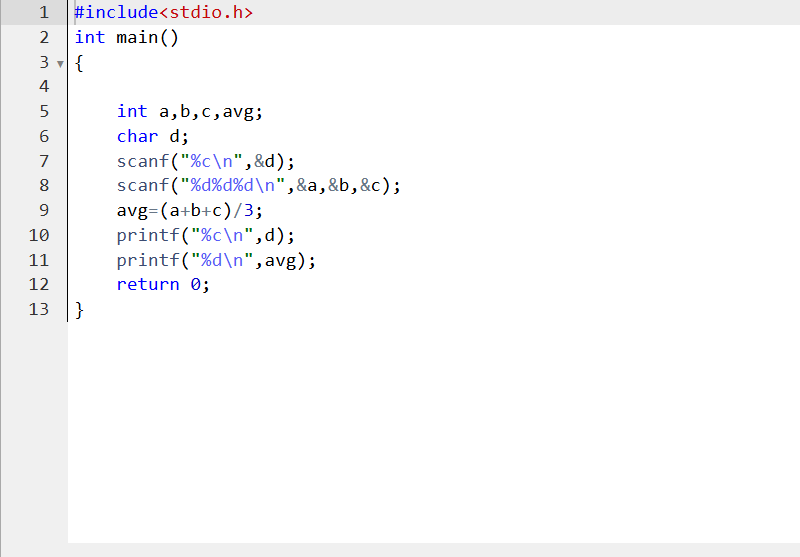 1 #include<stdio.h>
2 int main()
3 {
4
5 int a,b,c,avg;
6 char d;
7 scanf("%c\n",&d);
8 scanf("%d%d%d\n",&a,&b,&c);
9 avg=(a+b+c)/3;
10 printf("%c\n",d);
11 printf("%d\n",avg);
12 return 0;
13 }